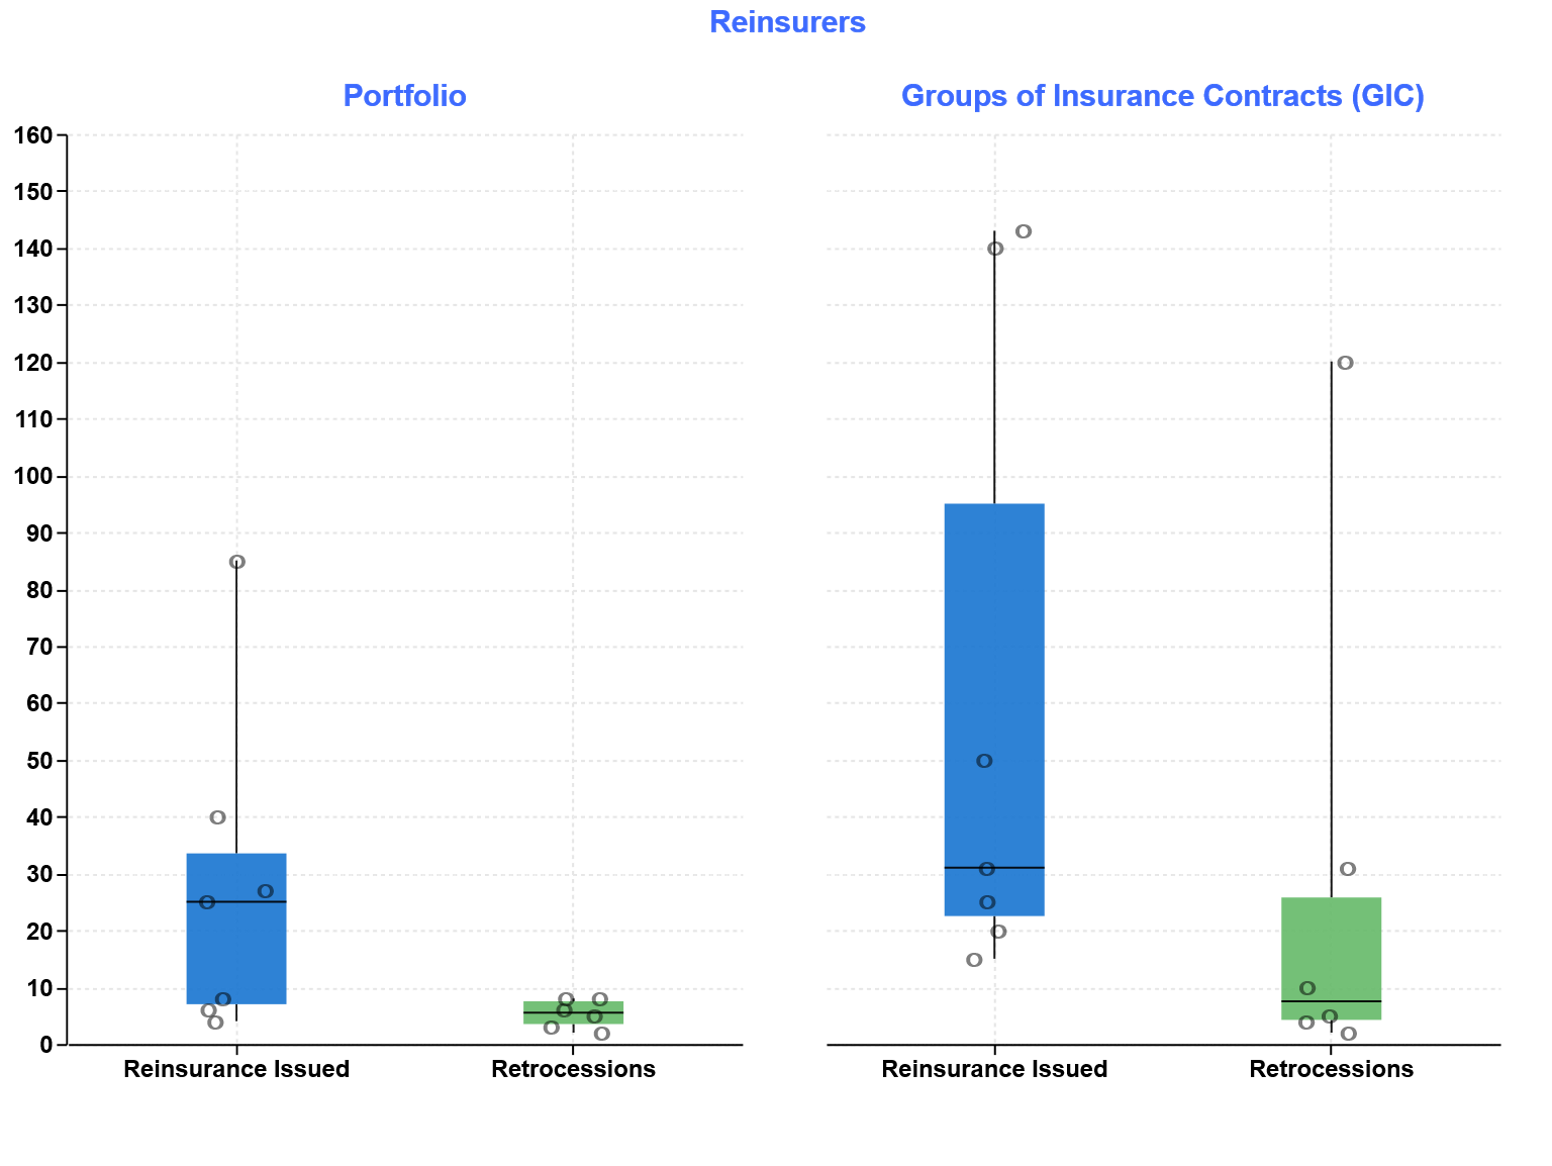 Reinsurers
Portfolio
Groups of Insurance Contracts (GIC)
160
150
140
130
120
110
100
90
80
70
60
50
40
30
20
10
0
Reinsurance Issued
Retrocessions
Reinsurance Issued
Retrocessions